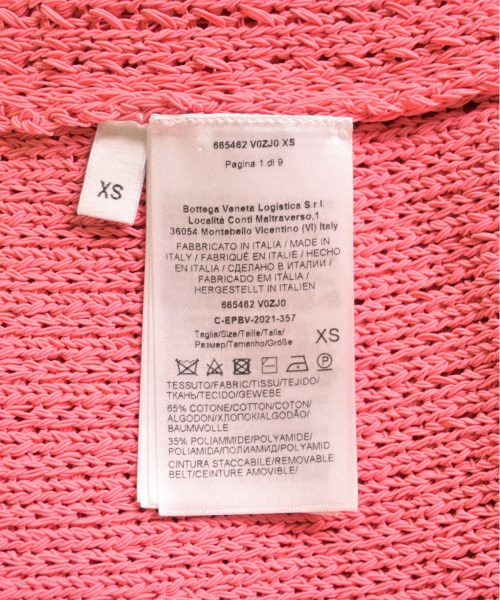 XS
665462 V0ZJ0 XS
Pagina 1 di 9
Bottega Veneta Logistica S.r.l.
Località Conti Maltraverso,1
36054 Montebello Vicentino (VI) Italy
FABBRICATO IN ITALIA / MADE IN
ITALY / FABRIQUÉ EN ITALIE / HECHO
EN ITALIA / СДЕЛАНО В ИТАЛИИ /
FABRICADO EM ITÁLIA /
HERGESTELLT IN ITALIEN
665462 V0ZJ0
C-EPBV-2021-357
Taglia/Size/Taille/Talla/
Размер/Tamanho/Größe
XS
P
TESSUTO/FABRIC/TISSU/TEJIDO/
ТКАНЬ/TECIDO/GEWEBE
65% COTONE/COTTON/COTON/
ALGODON/ХЛОПОК/ALGODÃO/
BAUMWOLLE
35% POLIAMMIDE/POLYAMIDE/
POLIAMIDA/ПОЛИАМИД/POLYAMID
CINTURA STACCABILE/REMOVABLE
BELT/CEINTURE AMOVIBLE/